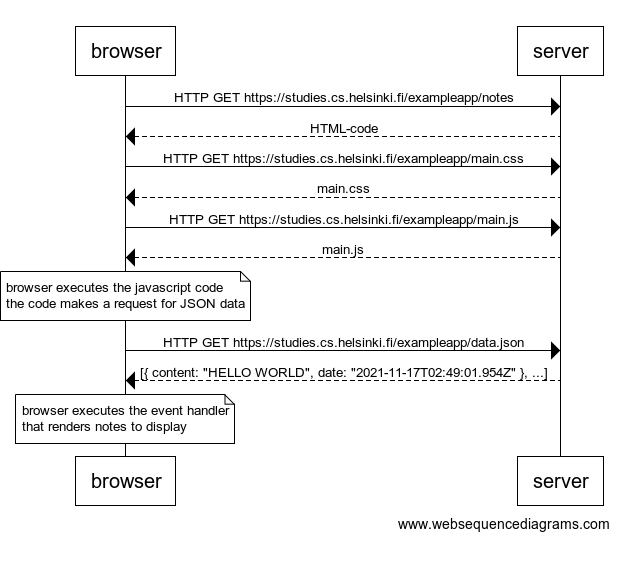 browser
server
HTTP GET https://studies.cs.helsinki.fi/exampleapp/notes
HTML-code
HTTP GET https://studies.cs.helsinki.fi/exampleapp/main.css
main.css
HTTP GET https://studies.cs.helsinki.fi/exampleapp/main.js
main.js
browser executes the javascript code
the code makes a request for JSON data
HTTP GET https://studies.cs.helsinki.fi/exampleapp/data.json
[{ content: "HELLO WORLD", date: "2021-11-17T02:49:01.954Z" }, ...]
browser executes the event handler
that renders notes to display
browser
server
www.websequencediagrams.com